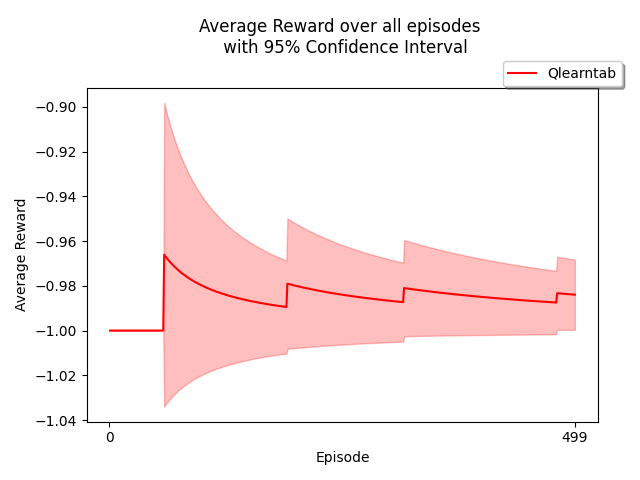 Average Reward over all episodes
with 95% Confidence Interval
Qlearntab
−0.90
−0.92
−0.94
−0.96
−0.98
−1.00
−1.02
−1.04
Average Reward
0
499
Episode